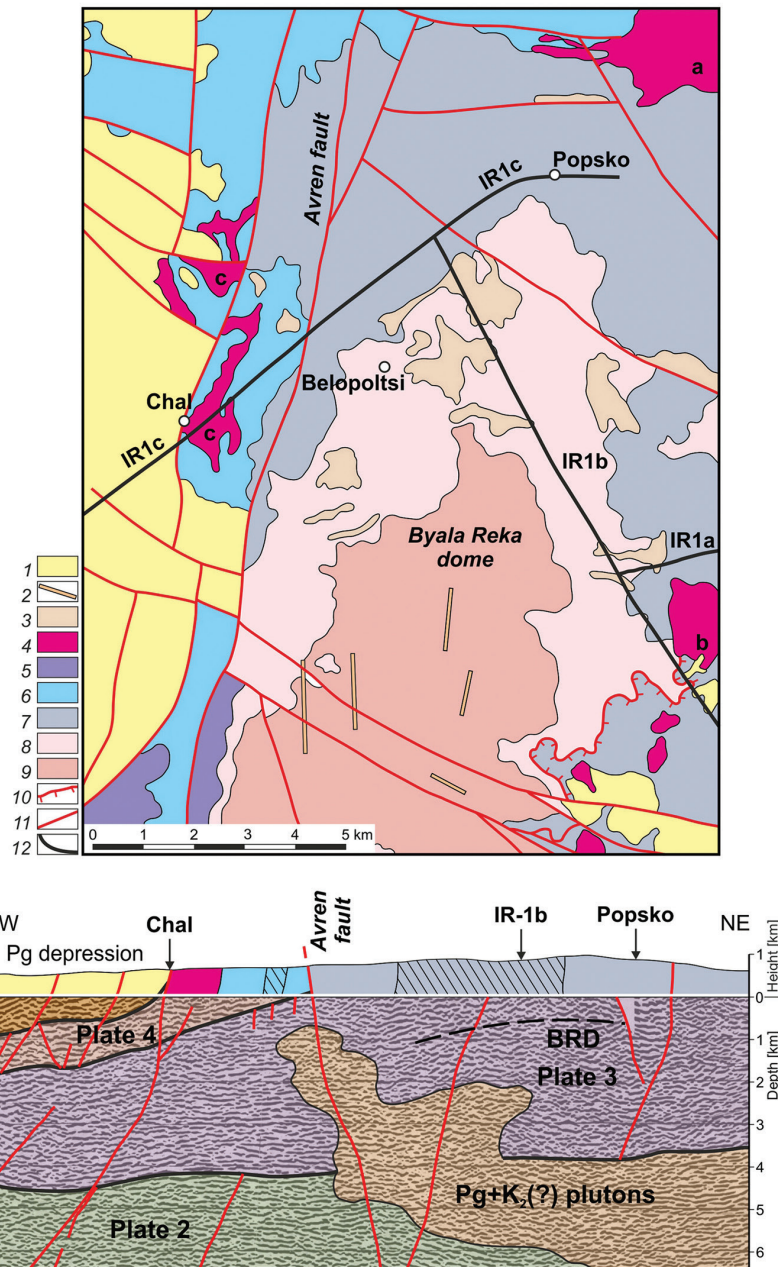 a
Avren fault
IR1c
Popsko
c
Belopoltsi
Chal
c
IR1c
IR1b
Byala Reka
dome
IR1a
b
1
2
3
4
5
6
7
8
9
10
11
12
0 1 2 3 4 5 km
W
Chal
Avren
fault
IR-1b
Popsko
NE
Pg depression
1
Height [km]
0
Plate 4
BRD
1
Plate 3
2
Depth [km]
3
4
Pg+K₂(?) plutons
5
Plate 2
6